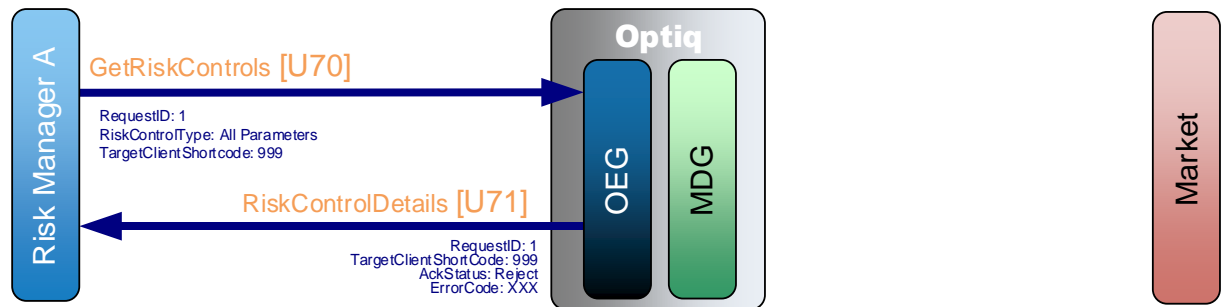 Risk Manager A
GetRiskControls [U70]
RequestID: 1
RiskControlType: All Parameters
TargetClientShortcode: 999
RiskControlDetails [U71]
RequestID: 1
TargetClientShortCode: 999
AckStatus: Reject
ErrorCode: XXX
Optiq
OEG
MDG
Market